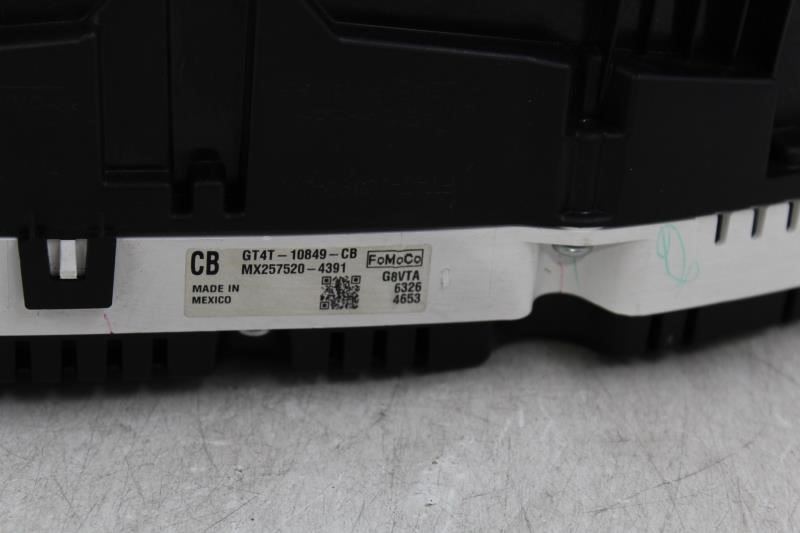 CB GT4T-10849-CB FoMoCo
MX257520-4391 G8VTA
MADE IN 6326
MEXICO 4653